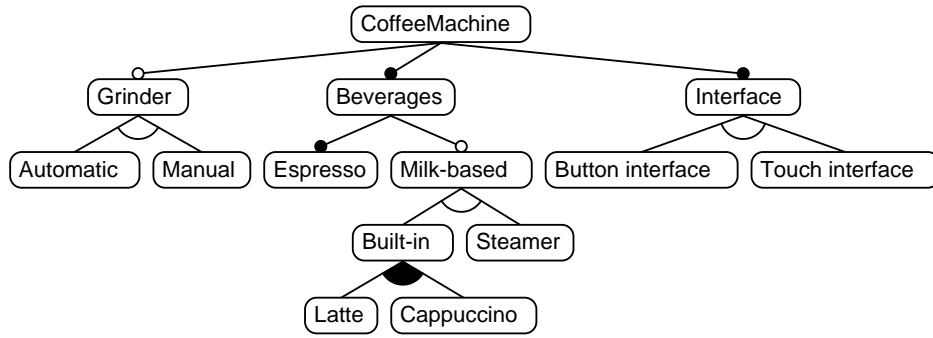 CoffeeMachine
Grinder
Beverages
Interface
Automatic
Manual
Espresso
Milk-based
Button interface
Touch interface
Built-in
Steamer
Latte
Cappuccino